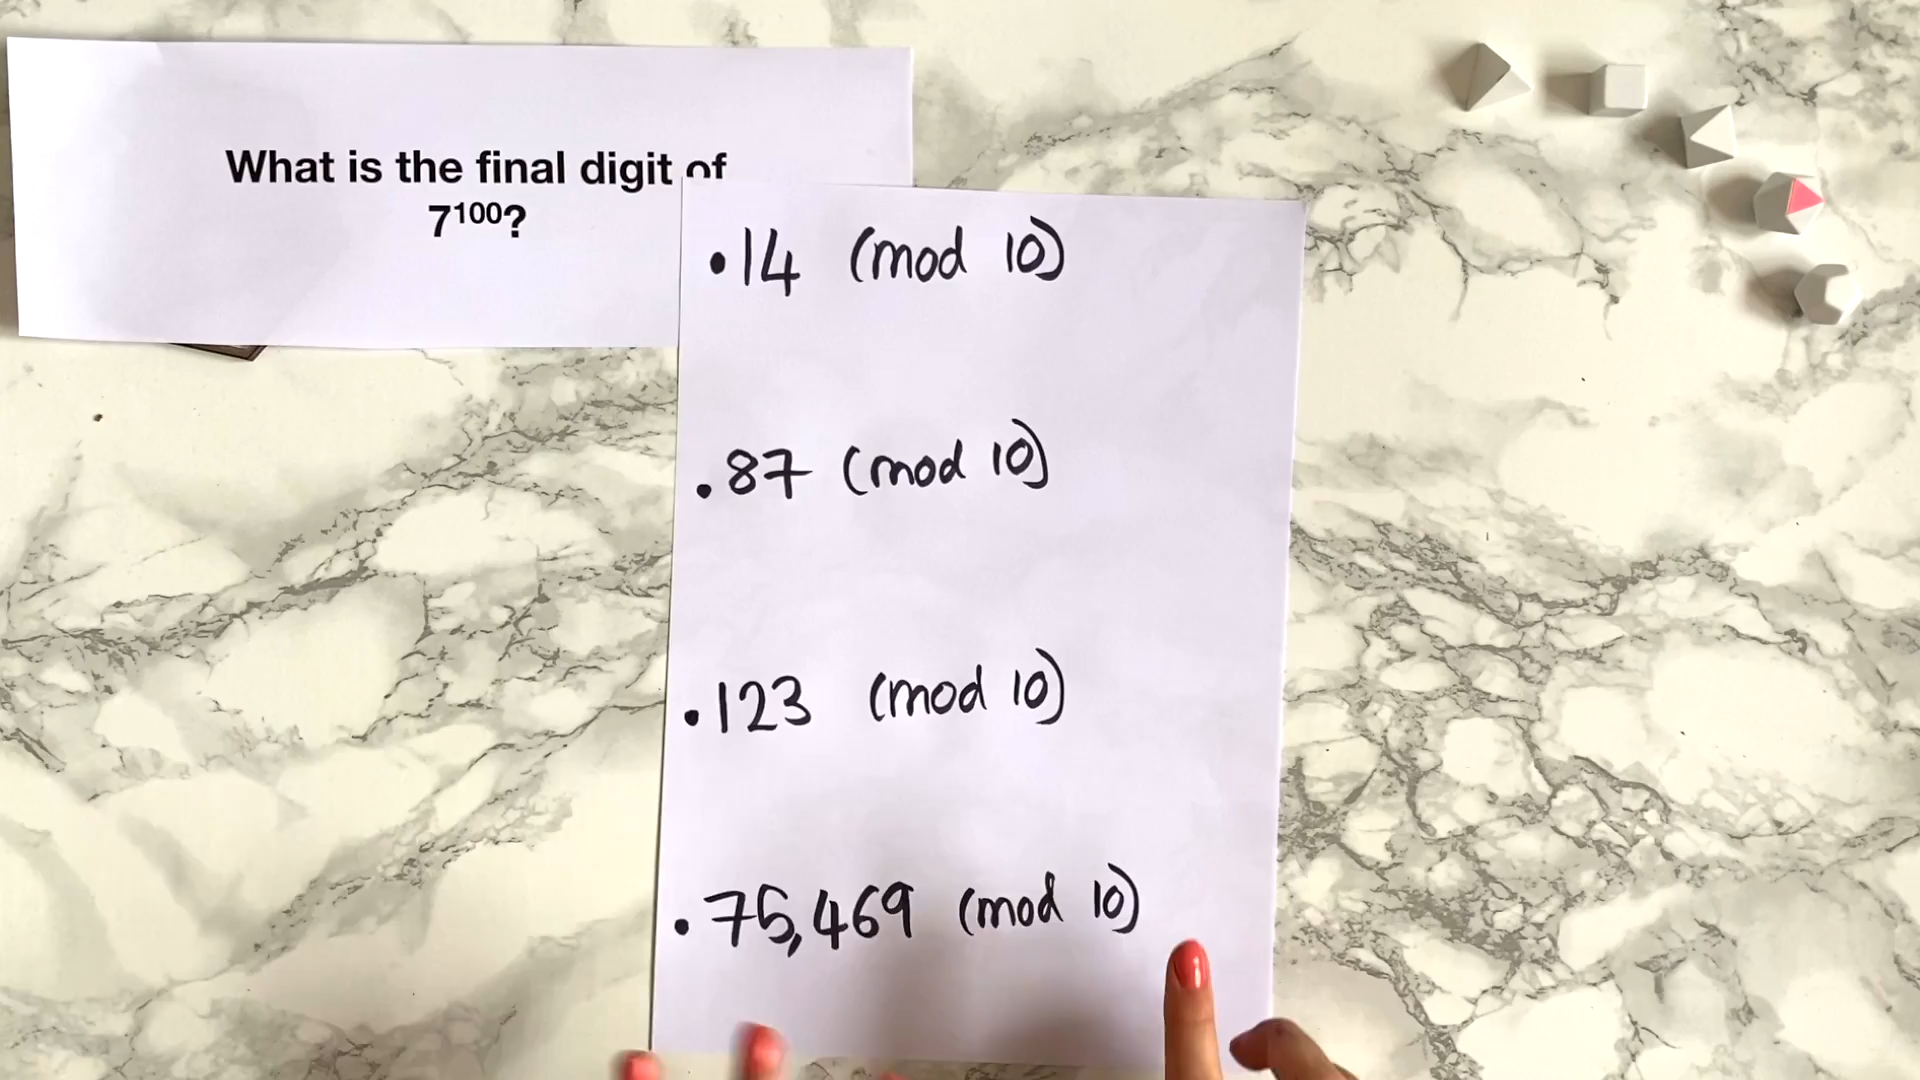 What is the final digit of
7¹⁰⁰?
•14 (mod 10)
•87 (mod 10)
•123 (mod 10)
•75,469 (mod 10)